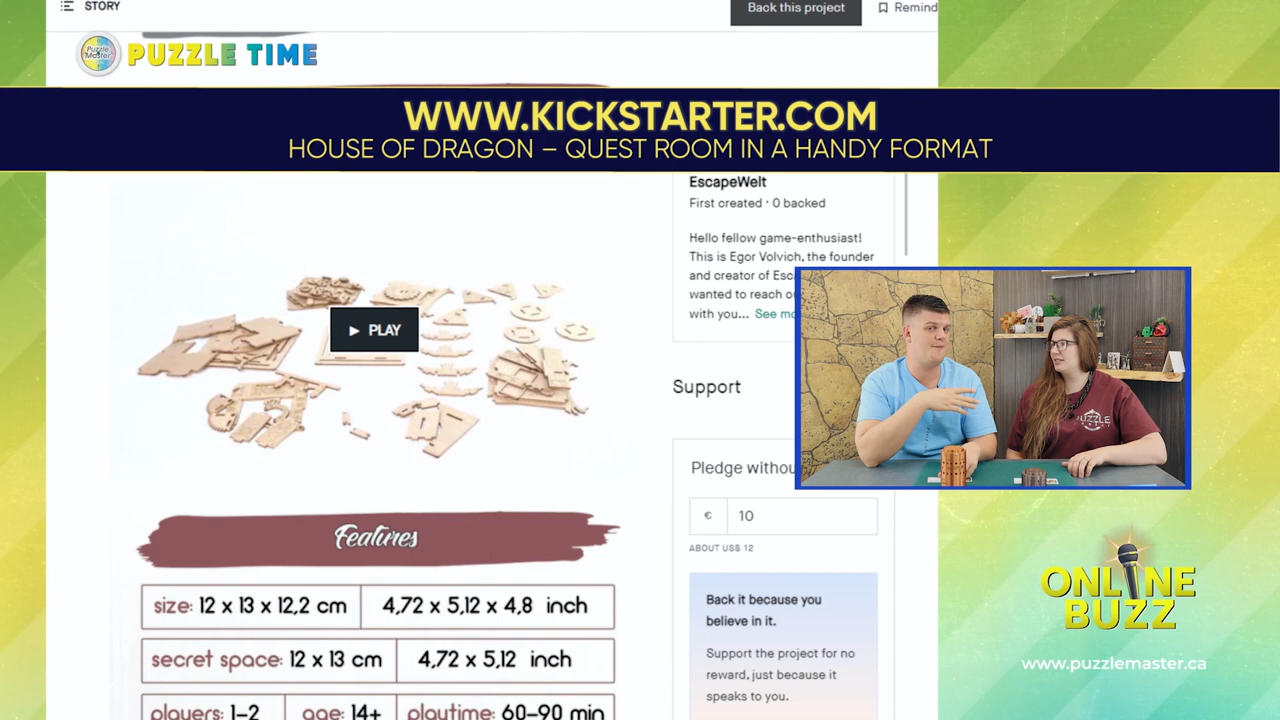 STORY
Back this project
Remind
Puzzle Master
PUZZLE TIME
WWW.KICKSTARTER.COM
HOUSE OF DRAGON – QUEST ROOM IN A HANDY FORMAT
EscapeWelt
First created · 0 backed
Hello fellow game-enthusiast!
This is Egor Volvich, the founder
and creator of Esca
wanted to reach o
with you... See mo
PLAY
Support
Pledge withou
€ 10
ABOUT US$ 12
Back it because you
believe in it.
Support the project for no
reward, just because it
speaks to you.
Features
size: 12 x 13 x 12,2 cm 4,72 x 5,12 x 4,8 inch
secret space: 12 x 13 cm 4,72 x 5,12 inch
players: 1–2 age: 14+ playtime: 60–90 min
PUZZLE
ONLINE
BUZZ
www.puzzlemaster.ca